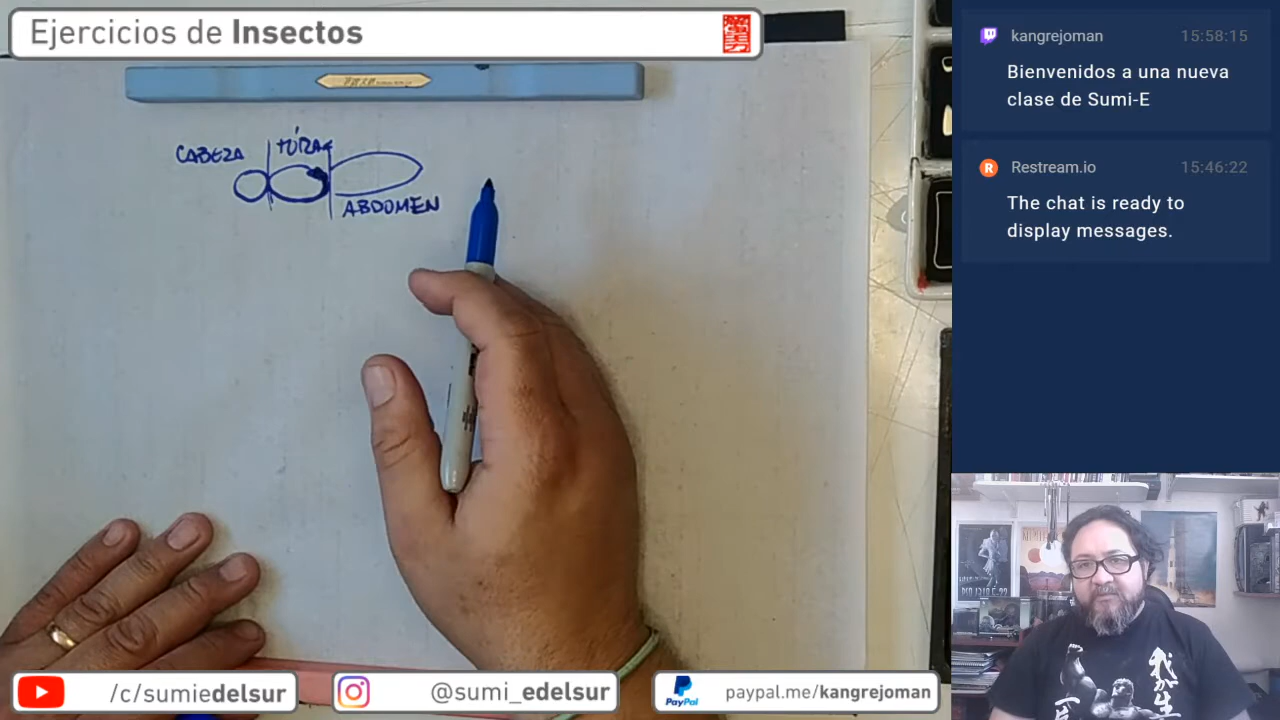 Ejercicios de Insectos
kangrejoman 15:58:15
Bienvenidos a una nueva
clase de Sumi-E
Restream.io 15:46:22
The chat is ready to
display messages.
CABEZA
TÓRAX
ABDOMEN
/c/sumiedelsur
@sumi_edelsur
PayPal
paypal.me/kangrejoman